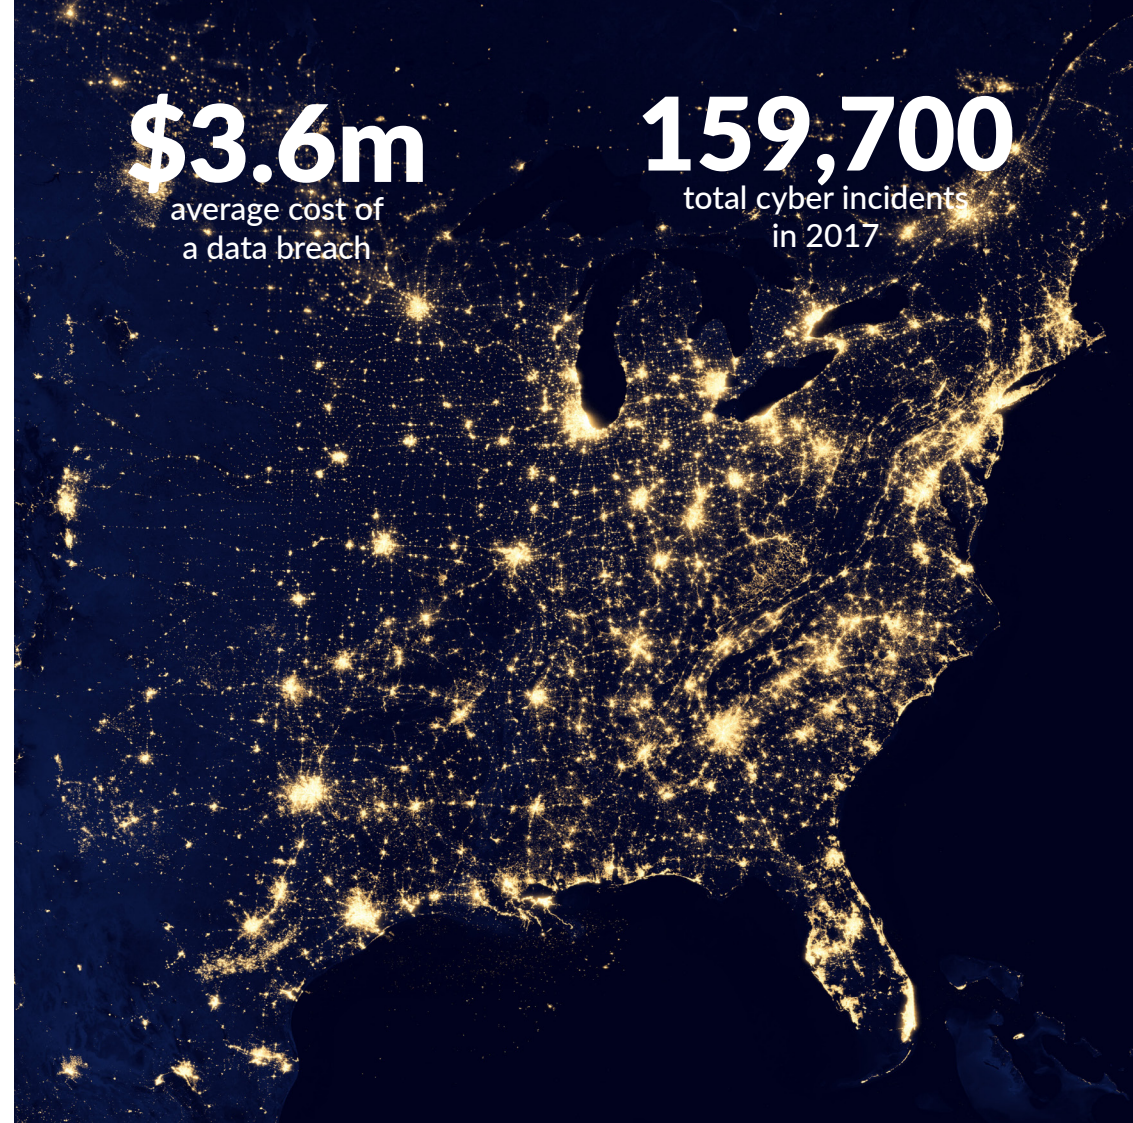 $3.6m
average cost of
a data breach
159,700
total cyber incidents
in 2017